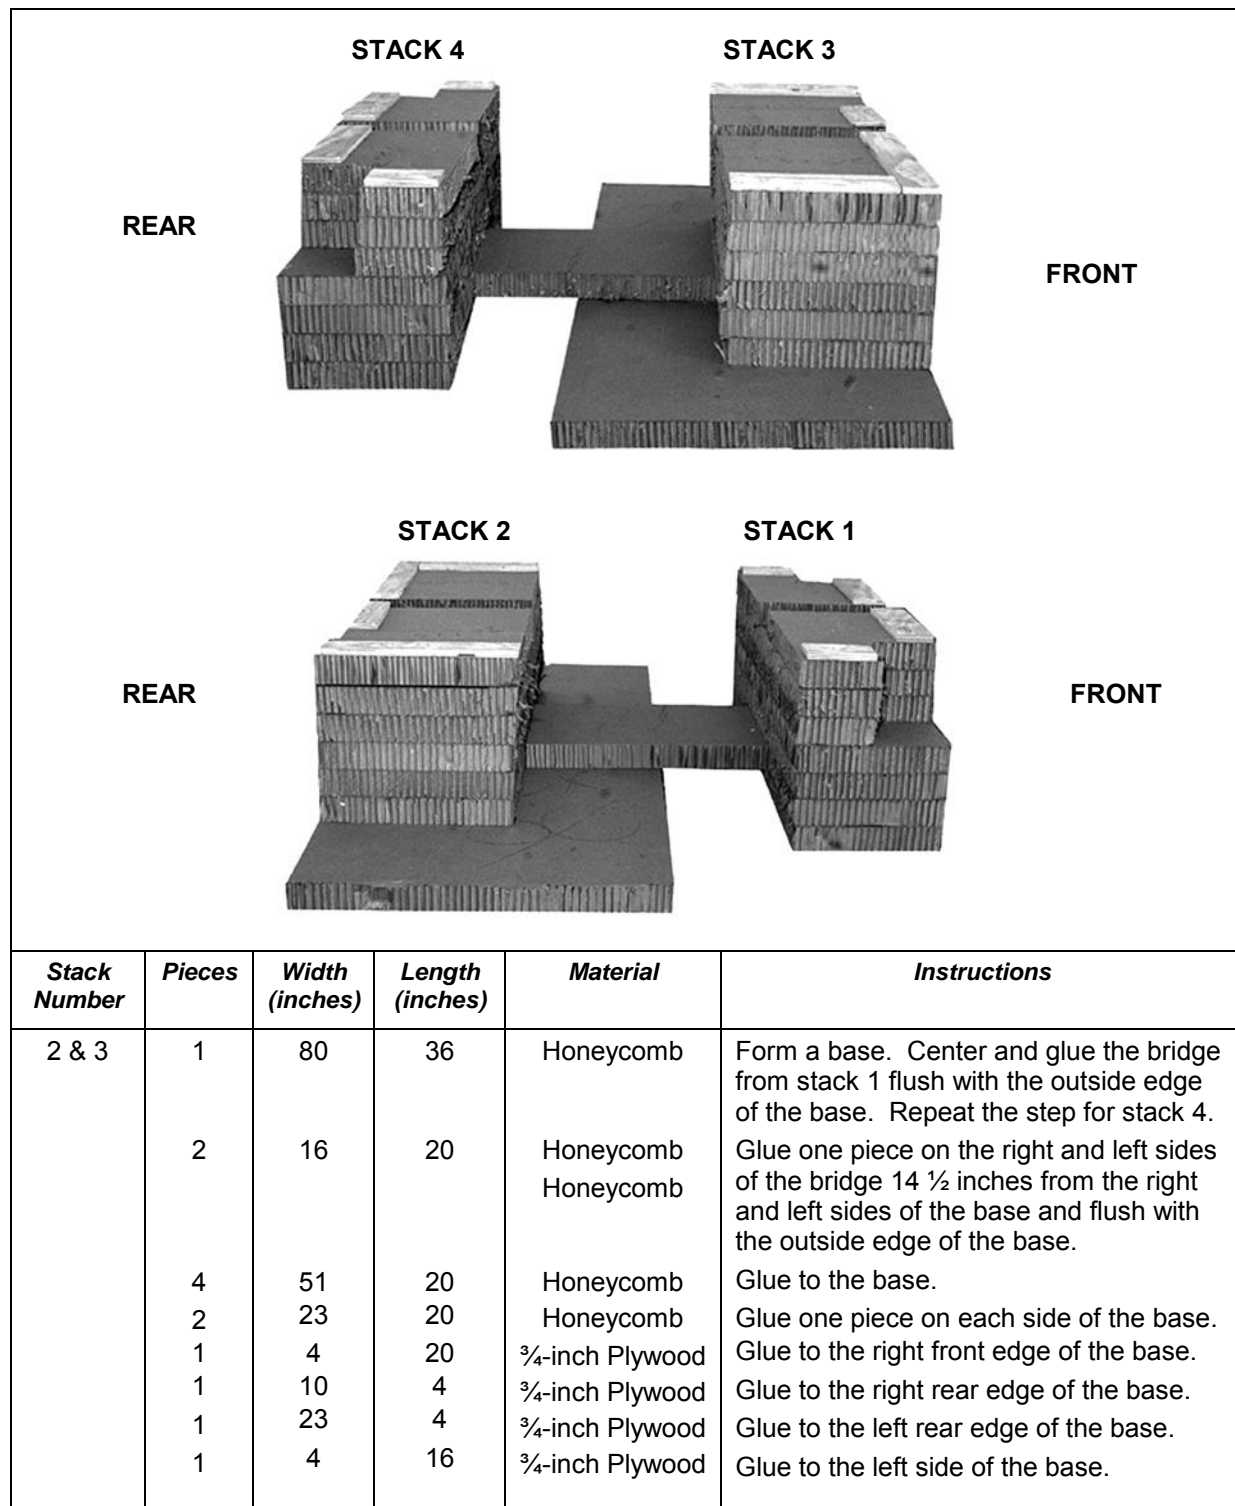 STACK 4 STACK 3
REAR
FRONT
STACK 2 STACK 1
REAR FRONT
Stack Number Pieces Width (inches) Length (inches) Material Instructions
2 & 3 1 80 36 Honeycomb Form a base. Center and glue the bridge
from stack 1 flush with the outside edge
of the base. Repeat the step for stack 4.
2 16 20 Honeycomb Glue one piece on the right and left sides
Honeycomb of the bridge 14 ½ inches from the right
and left sides of the base and flush with
the outside edge of the base.
4 51 20 Honeycomb Glue to the base.
2 23 20 Honeycomb Glue one piece on each side of the base.
1 4 20 ¾-inch Plywood Glue to the right front edge of the base.
1 10 4 ¾-inch Plywood Glue to the right rear edge of the base.
1 23 4 ¾-inch Plywood Glue to the left rear edge of the base.
1 4 16 ¾-inch Plywood Glue to the left side of the base.